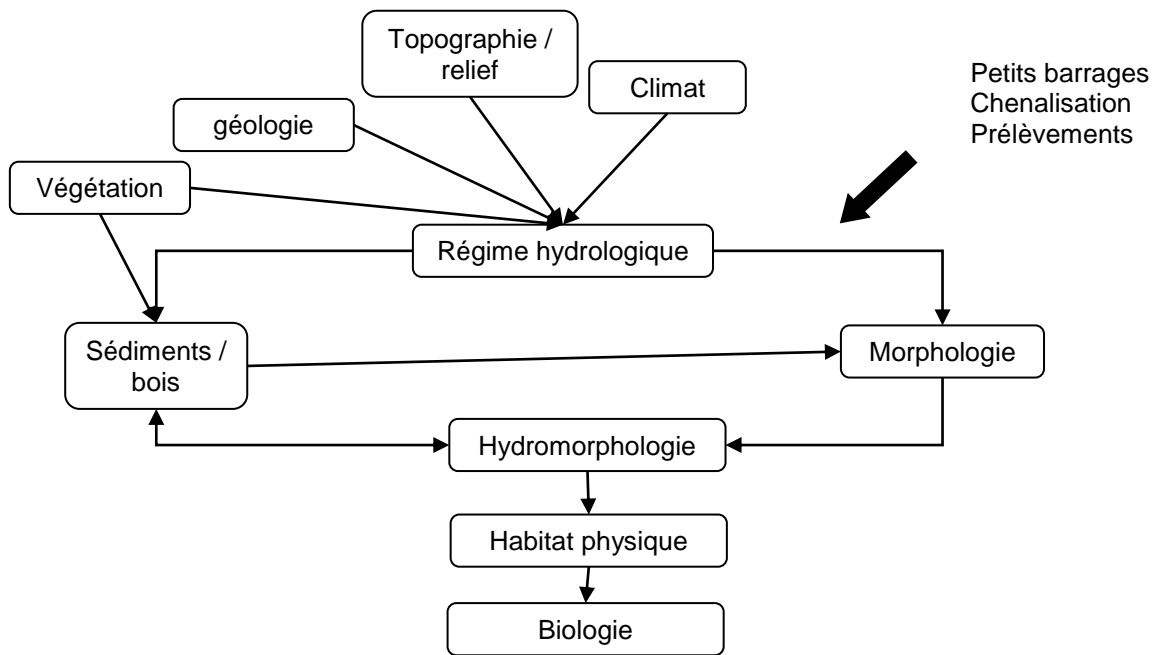 Topographie /
relief
Climat
Petits barrages
Chenalisation
Prélèvements
géologie
Végétation
Régime hydrologique
Sédiments /
bois
Morphologie
Hydromorphologie
Habitat physique
Biologie